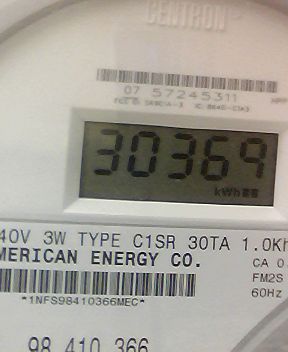 CENTRON
07 57245311
30369
kWh
40V 3W TYPE C1SR 30TA 1.0Kh
MERICAN ENERGY CO.
CA 0.
FM2S
*1NFS98410366MEC*
60Hz
98 410 366